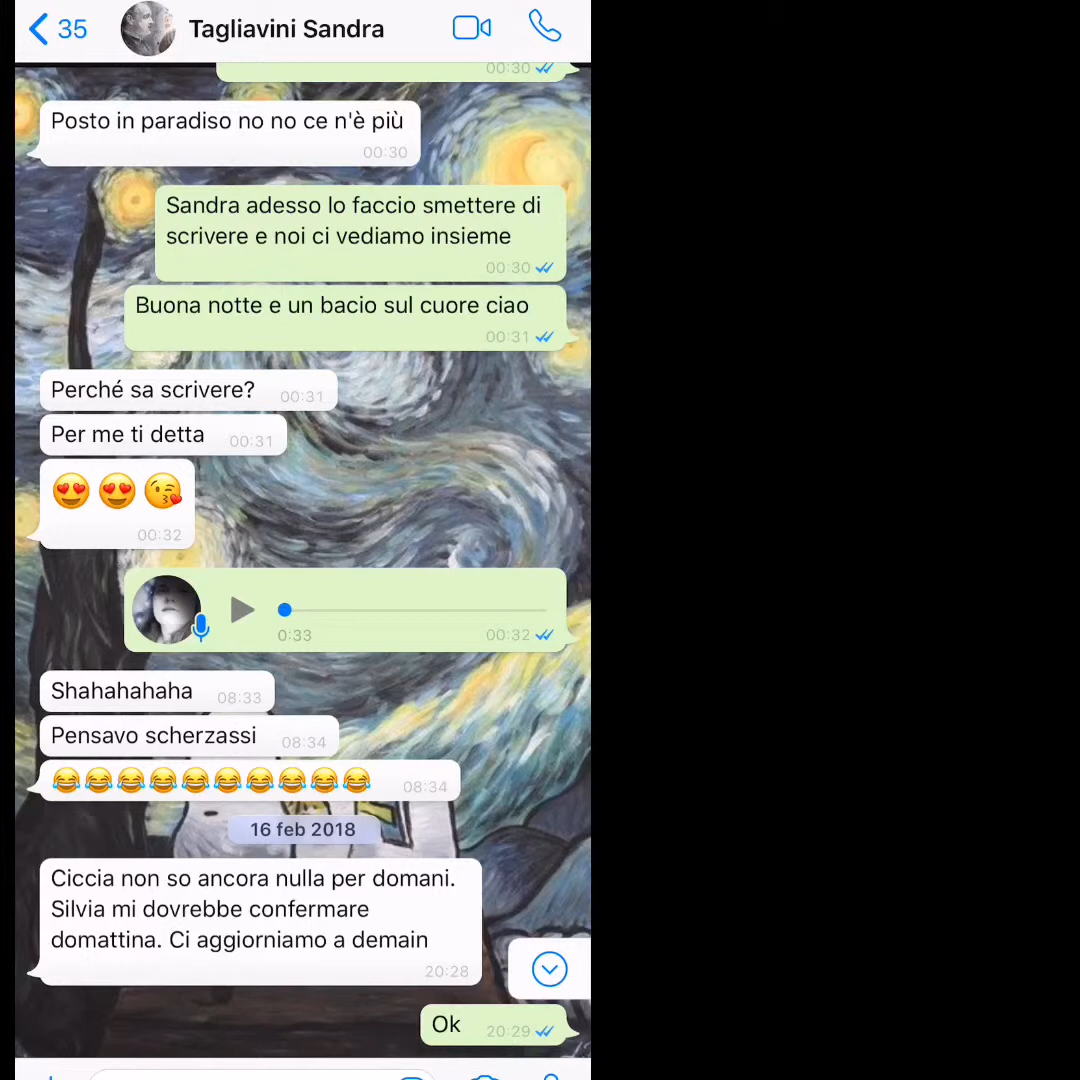 35
Tagliavini Sandra
00:30
Posto in paradiso no no ce n'è più
00:30
Sandra adesso lo faccio smettere di
scrivere e noi ci vediamo insieme
00:30
Buona notte e un bacio sul cuore ciao
00:31
Perché sa scrivere?
00:31
Per me ti detta
00:31
😍 😍 😘
00:32
0:33
00:32
Shahahahaha
08:33
Pensavo scherzassi
08:34
😂😂😂😂😂😂😂😂😂😂
08:34
16 feb 2018
Ciccia non so ancora nulla per domani.
Silvia mi dovrebbe confermare
domattina. Ci aggiorniamo a demain
20:28
Ok
20:29